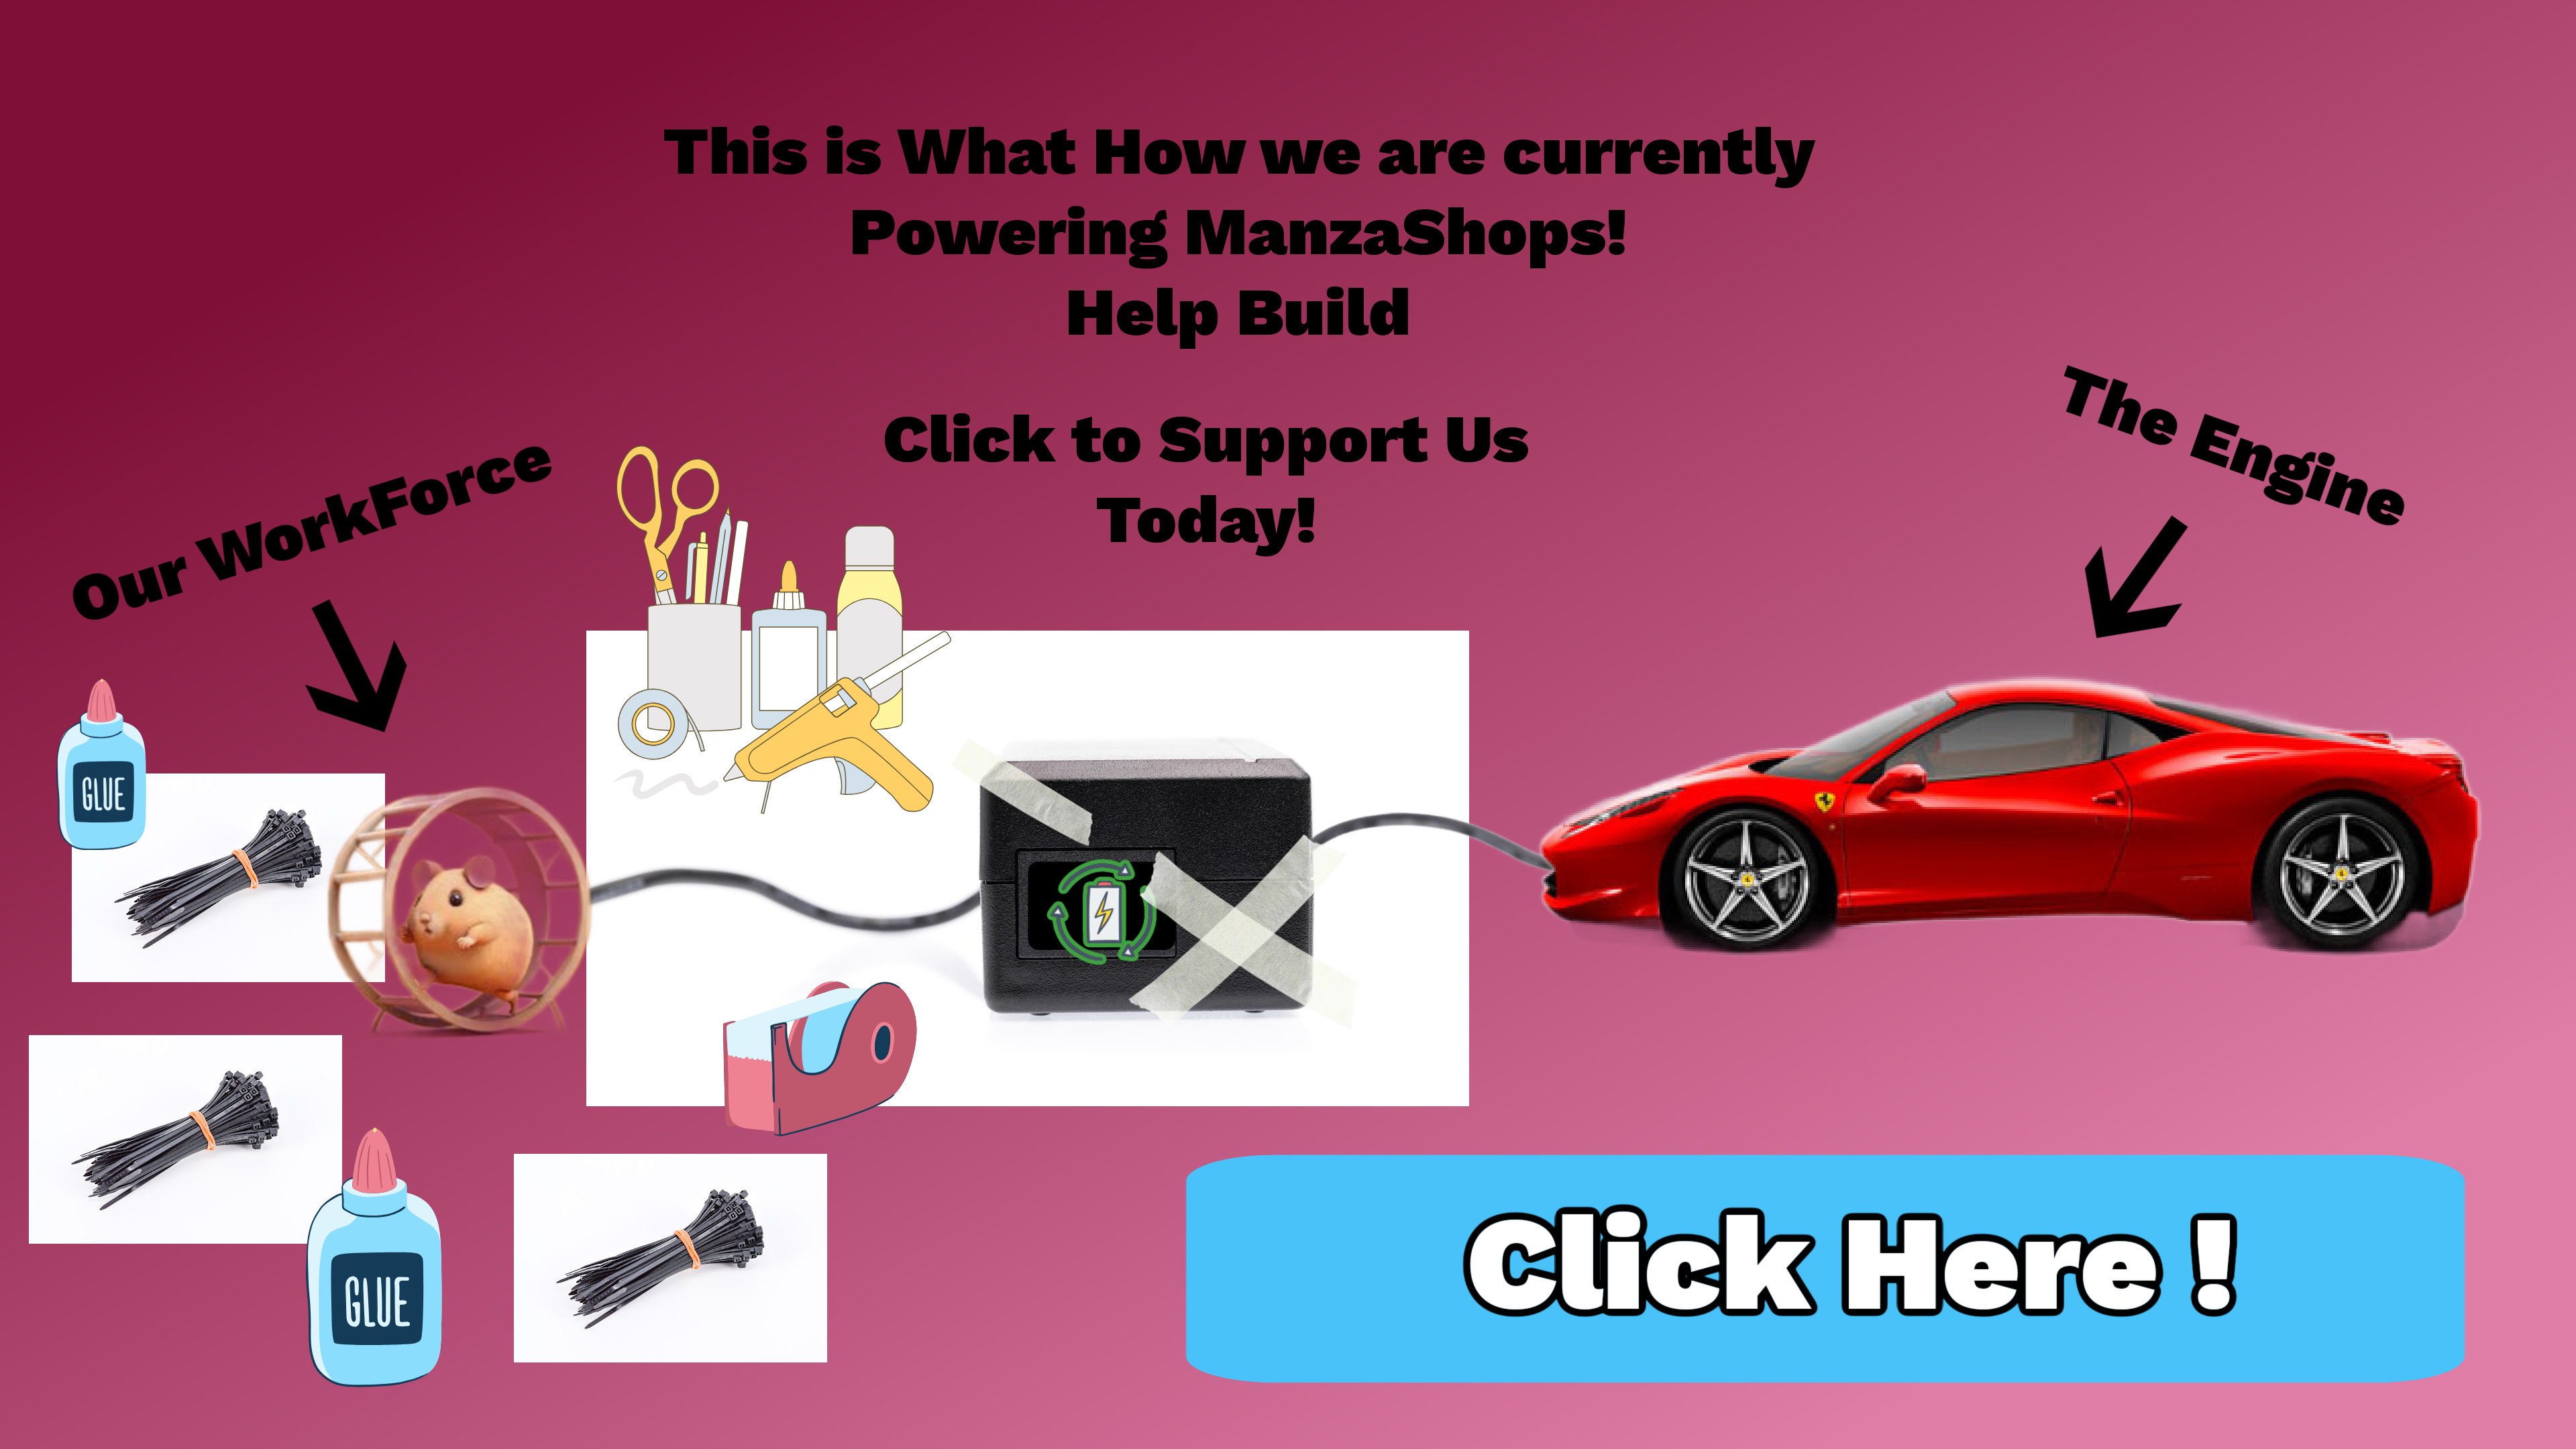 This is What How we are currently
Powering ManzaShops!
Help Build
Click to Support Us
Today!
The Engine
Our WorkForce
GLUE
GLUE
Click Here !